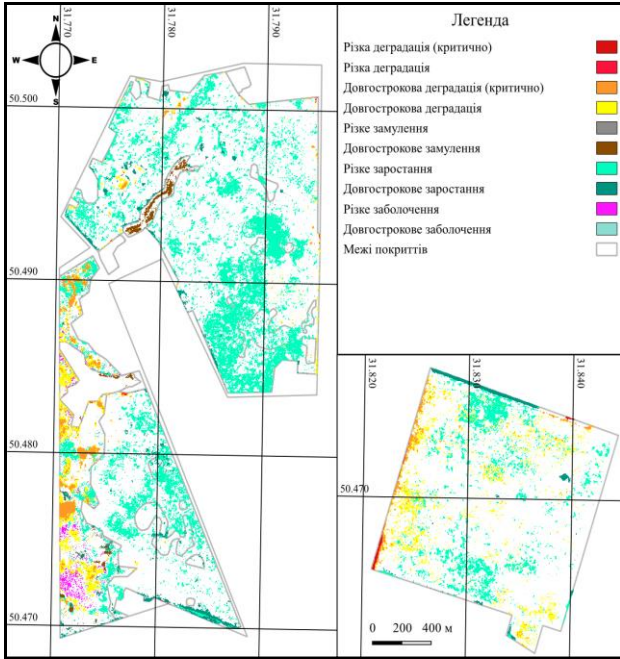 31.770
31.780
31.790
N
W
E
S
50.500
50.490
50.480
50.470
Легенда
Різка деградація (критично)
Різка деградація
Довгострокова деградація (критично)
Довгострокова деградація
Різке замулення
Довгострокове замулення
Різке заростання
Довгострокове заростання
Різке заболочення
Довгострокове заболочення
Межі покриттів
31.820
31.830
31.840
50.470
0 200 400 м